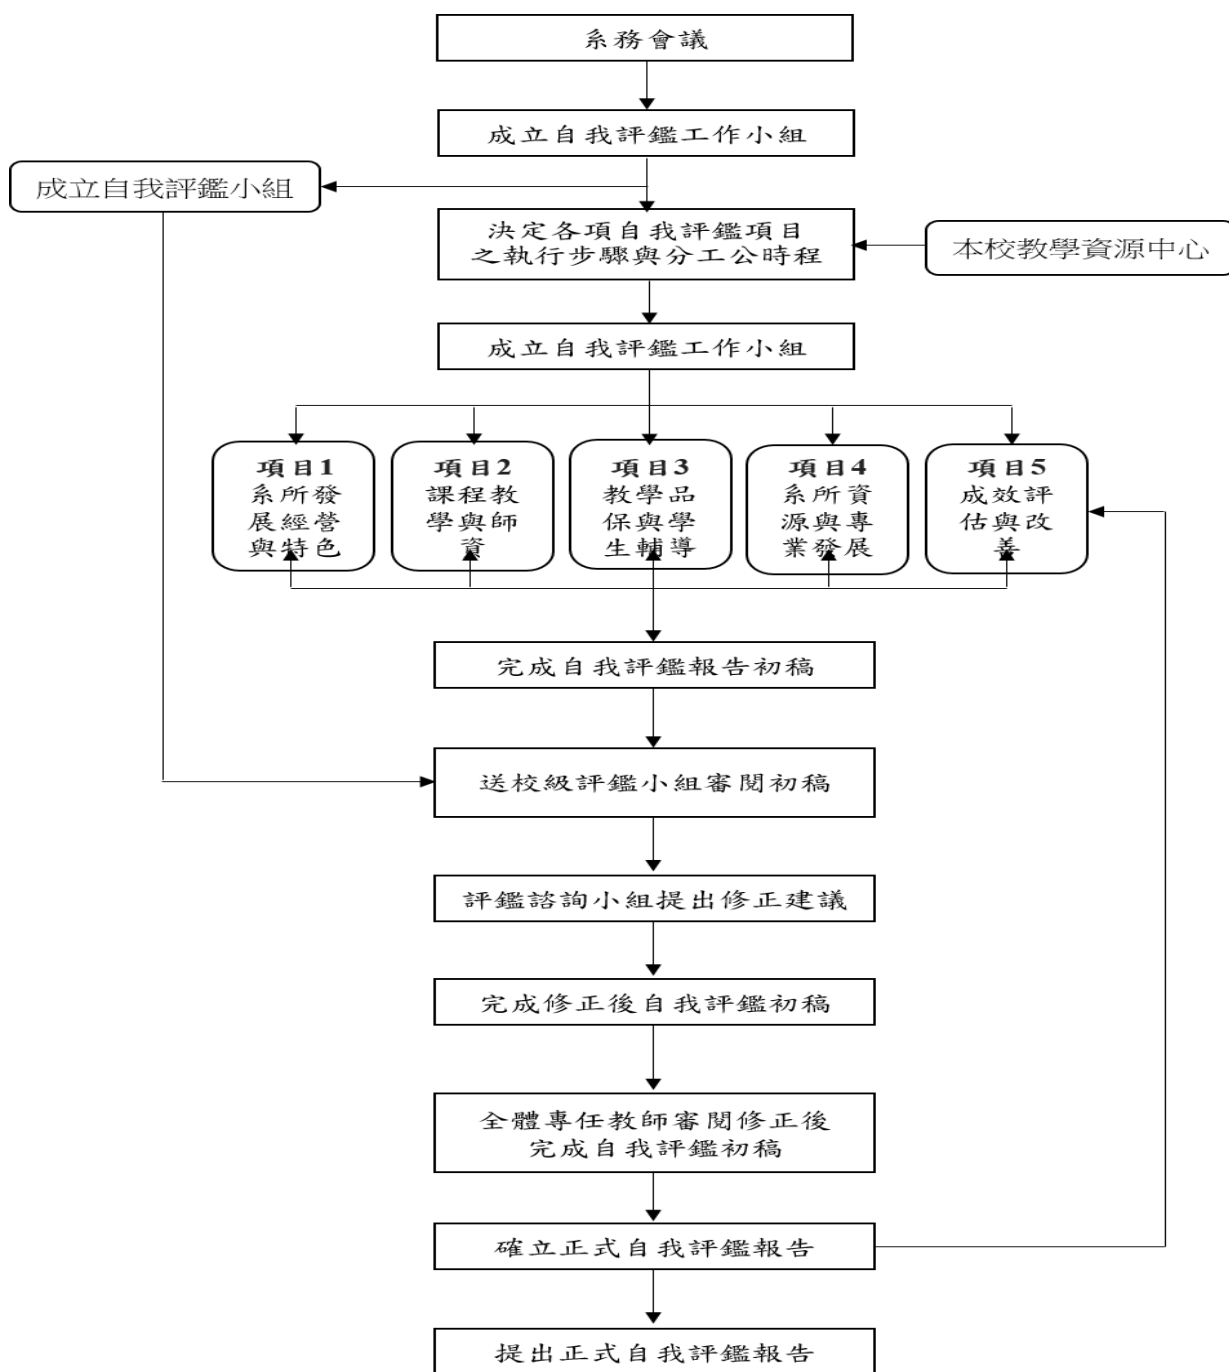 系務會議
成立自我評鑑工作小組
成立自我評鑑小組
決定各項自我評鑑項目
之執行步驟與分工公時程
本校教學資源中心
成立自我評鑑工作小組
項目1
系所發
展經營
與特色
項目2
課程教
學與師
資
項目3
教學品
保與學
生輔導
項目4
系所資
源與專
業發展
項目5
成效評
估與改
善
完成自我評鑑報告初稿
送校級評鑑小組審閱初稿
評鑑諮詢小組提出修正建議
完成修正後自我評鑑初稿
全體專任教師審閱修正後
完成自我評鑑初稿
確立正式自我評鑑報告
提出正式自我評鑑報告